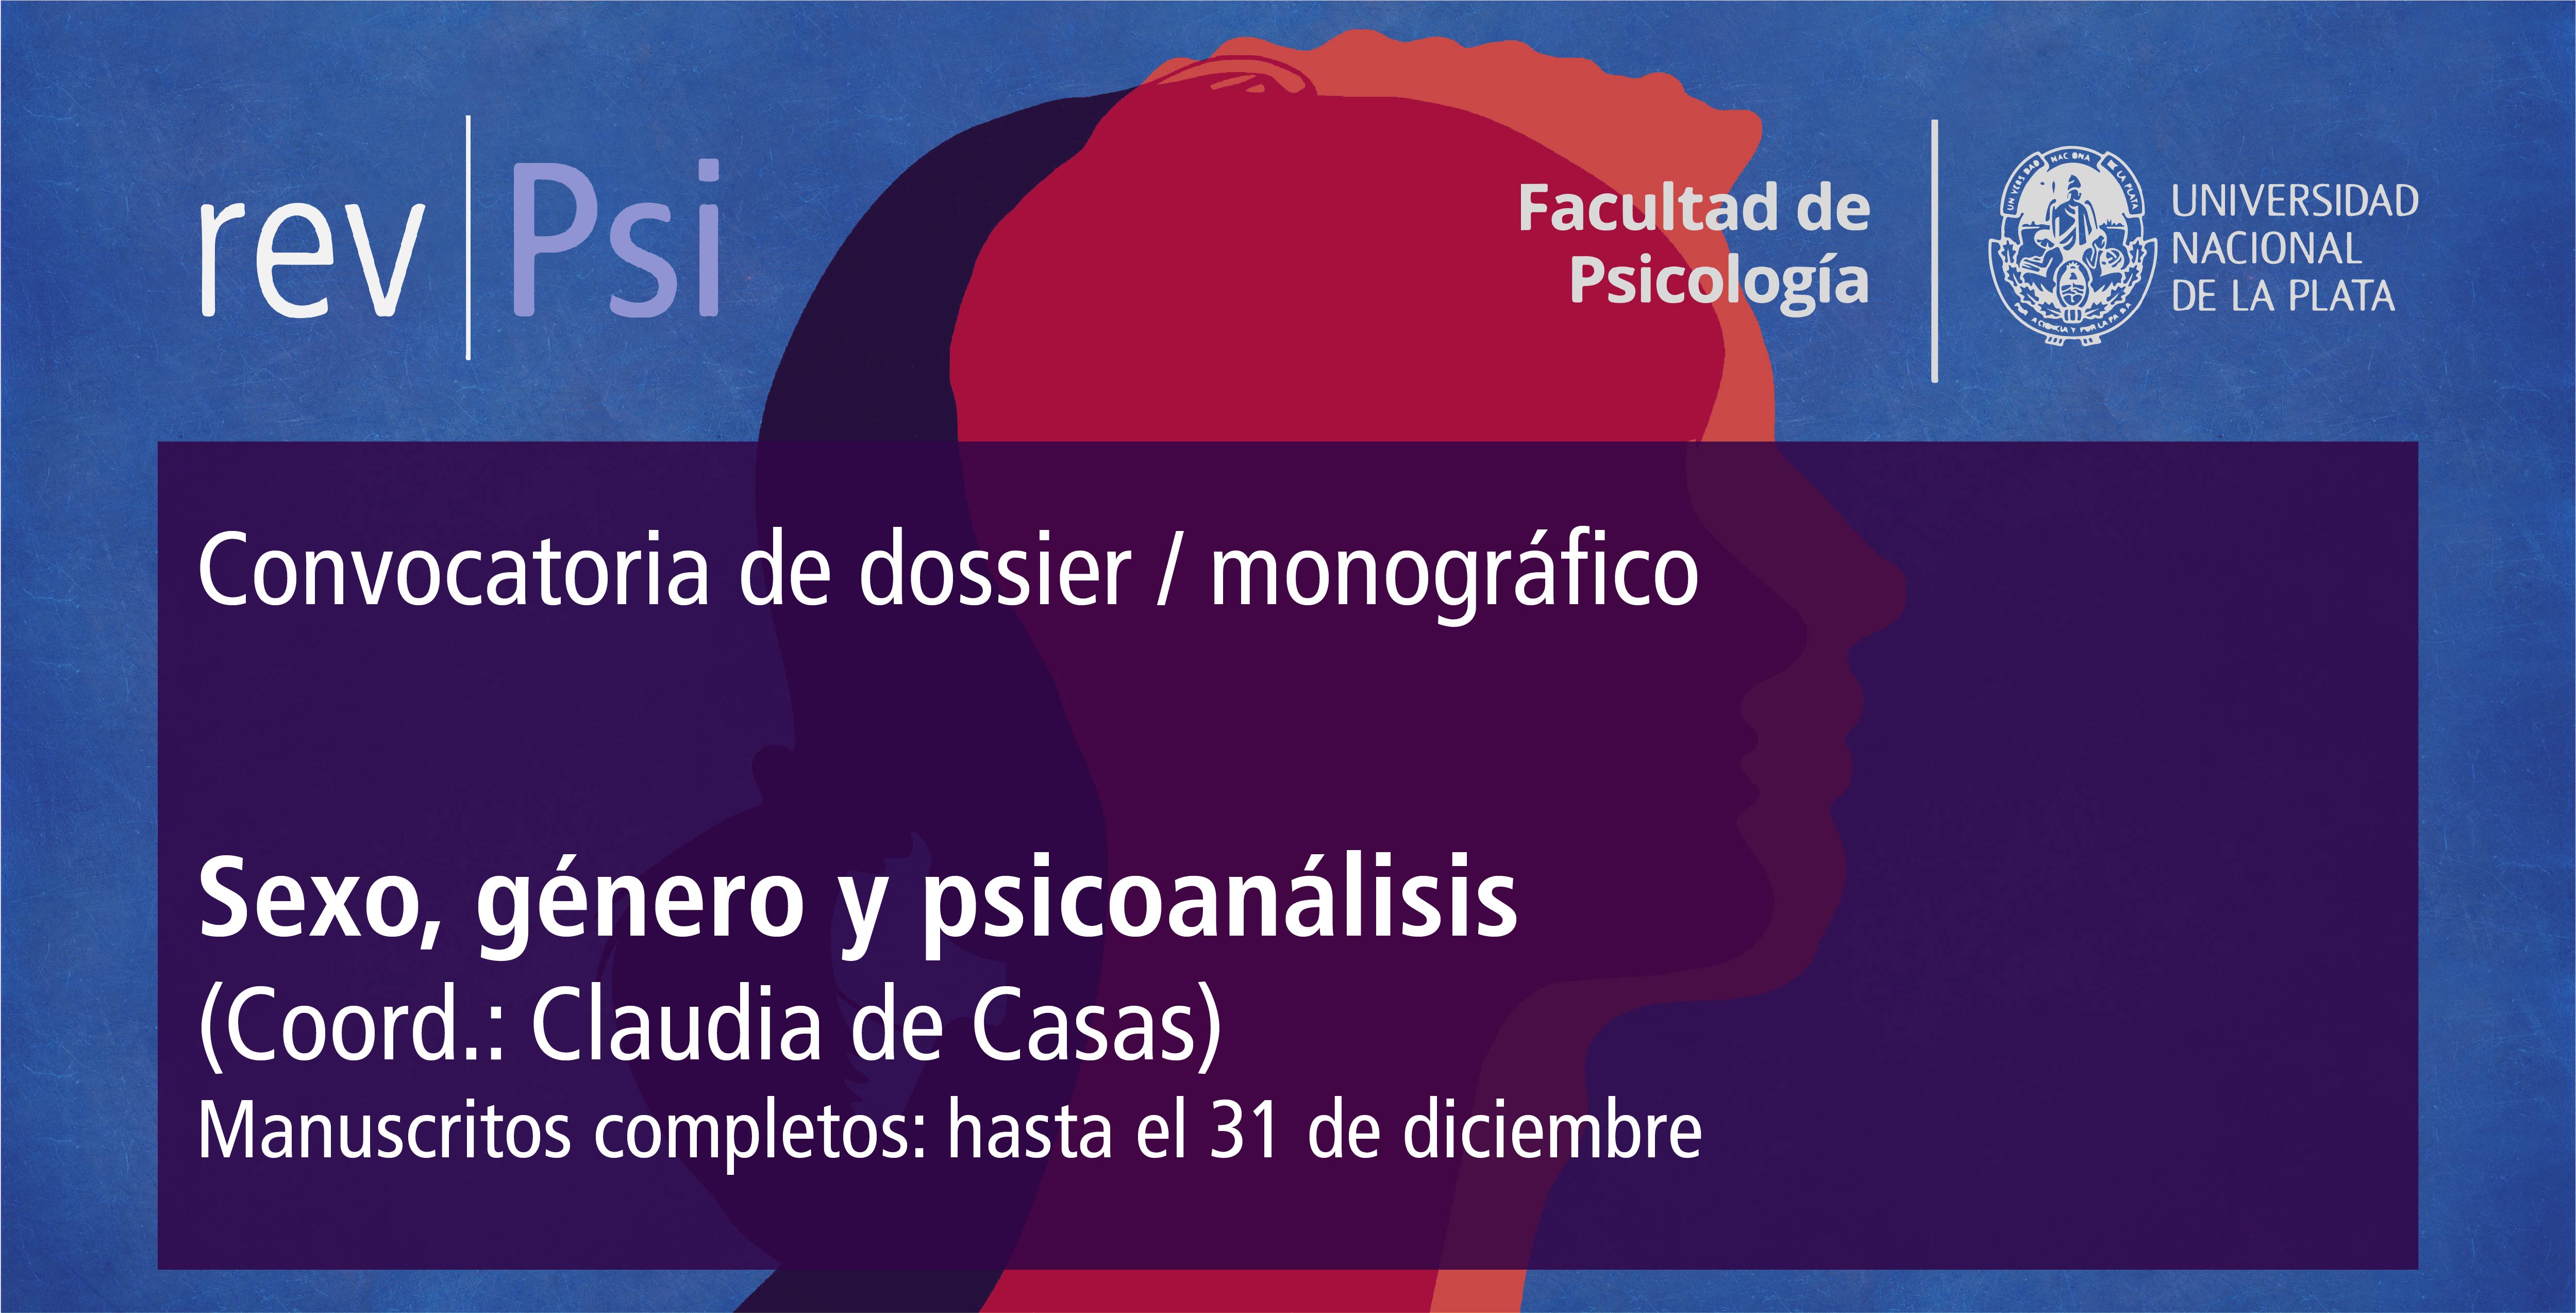 rev|Psi
Facultad de
Psicología
UNIVERSIDAD
NACIONAL
DE LA PLATA
Convocatoria de dossier / monográfico
Sexo, género y psicoanálisis
(Coord.: Claudia de Casas)
Manuscritos completos: hasta el 31 de diciembre